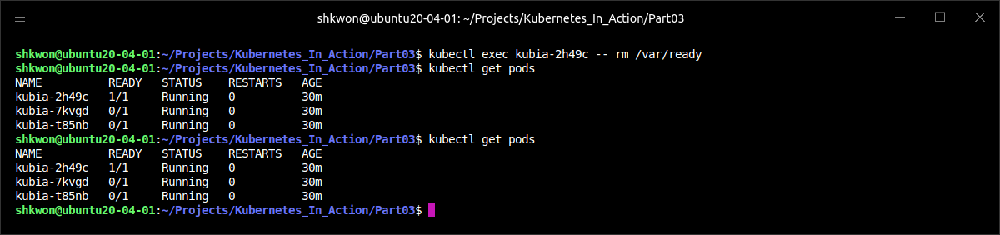 shkwon@ubuntu20-04-01: ~/Projects/Kubernetes_In_Action/Part03
shkwon@ubuntu20-04-01:~/Projects/Kubernetes_In_Action/Part03$ kubectl exec kubia-2h49c -- rm /var/ready
shkwon@ubuntu20-04-01:~/Projects/Kubernetes_In_Action/Part03$ kubectl get pods
NAME          READY   STATUS    RESTARTS   AGE
kubia-2h49c   1/1     Running   0          30m
kubia-7kvgd   0/1     Running   0          30m
kubia-t85nb   0/1     Running   0          30m
shkwon@ubuntu20-04-01:~/Projects/Kubernetes_In_Action/Part03$ kubectl get pods
NAME          READY   STATUS    RESTARTS   AGE
kubia-2h49c   1/1     Running   0          30m
kubia-7kvgd   0/1     Running   0          30m
kubia-t85nb   0/1     Running   0          30m
shkwon@ubuntu20-04-01:~/Projects/Kubernetes_In_Action/Part03$